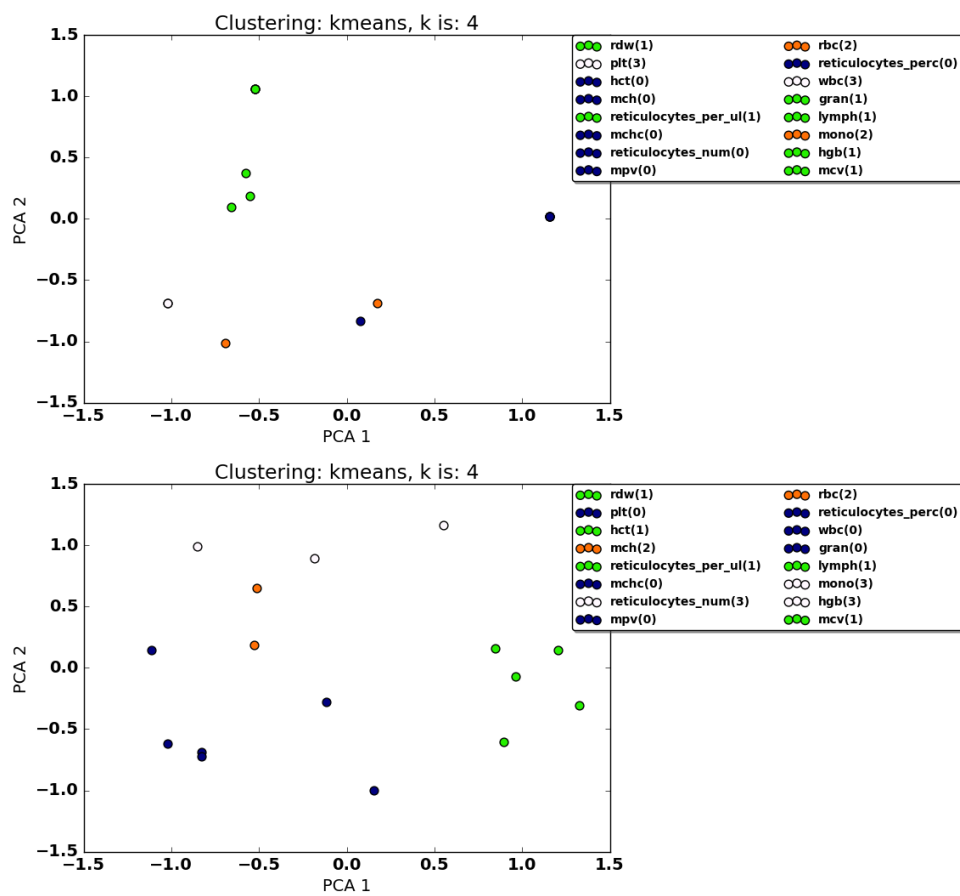 Clustering: kmeans, k is: 4
1.5
1.0
0.5
0.0
−0.5
−1.0
−1.5
PCA 2
−1.5
−1.0
−0.5
0.0
0.5
1.0
1.5
PCA 1
rdw(1)
plt(3)
hct(0)
mch(0)
reticulocytes_per_ul(1)
mchc(0)
reticulocytes_num(0)
mpv(0)
rbc(2)
reticulocytes_perc(0)
wbc(3)
gran(1)
lymph(1)
mono(2)
hgb(1)
mcv(1)
Clustering: kmeans, k is: 4
1.5
1.0
0.5
0.0
−0.5
−1.0
−1.5
PCA 2
−1.5
−1.0
−0.5
0.0
0.5
1.0
1.5
PCA 1
rdw(1)
plt(0)
hct(1)
mch(2)
reticulocytes_per_ul(1)
mchc(0)
reticulocytes_num(3)
mpv(0)
rbc(2)
reticulocytes_perc(0)
wbc(0)
gran(0)
lymph(1)
mono(3)
hgb(3)
mcv(1)